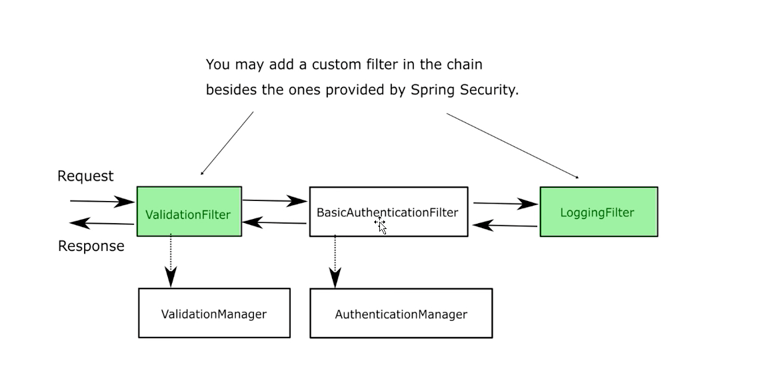 You may add a custom filter in the chain
besides the ones provided by Spring Security.
Request
ValidationFilter
BasicAuthenticationFilter
LoggingFilter
Response
ValidationManager
AuthenticationManager